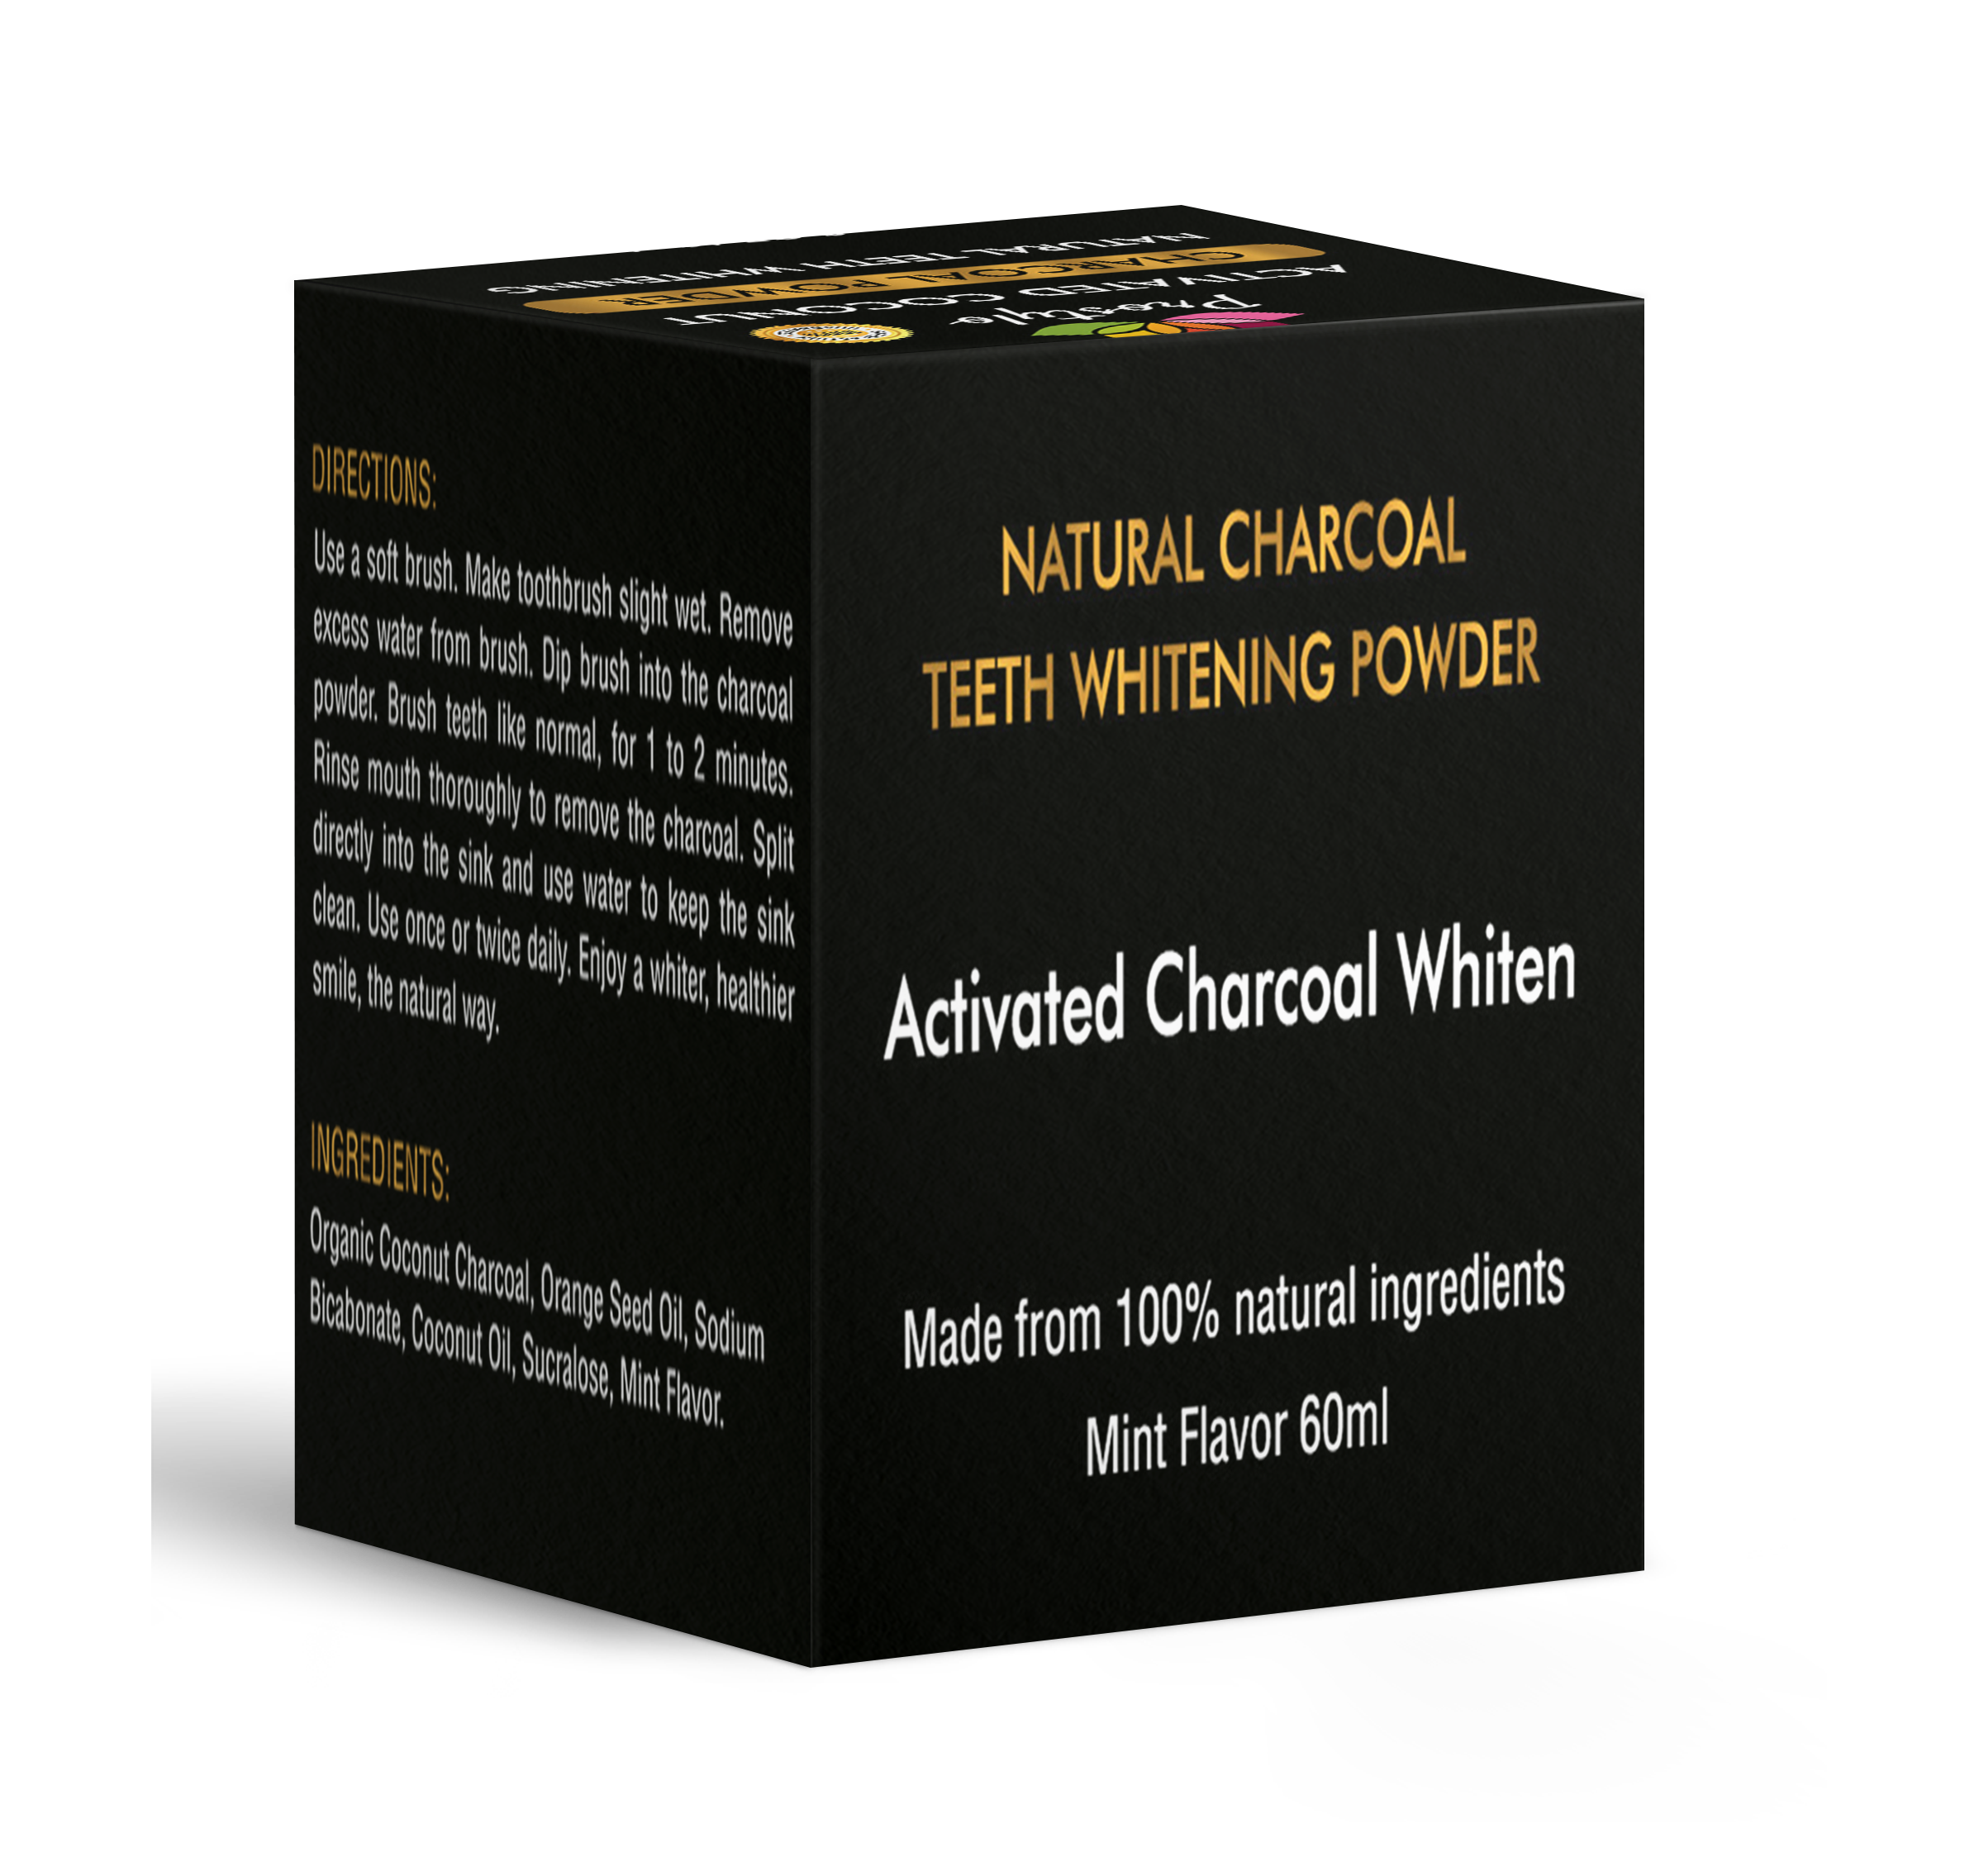 NATURAL TEETH WHITENING
CHARCOAL POWDER
ACTIVATED COCONUT
Prostylo
DIRECTIONS:
Use a soft brush. Make toothbrush slight wet. Remove
excess water from brush. Dip brush into the charcoal
powder. Brush teeth like normal, for 1 to 2 minutes.
Rinse mouth thoroughly to remove the charcoal. Split
directly into the sink and use water to keep the sink
clean. Use once or twice daily. Enjoy a whiter, healthier
smile, the natural way.
INGREDIENTS:
Organic Coconut Charcoal, Orange Seed Oil, Sodium
Bicabonate, Coconut Oil, Sucralose, Mint Flavor.
NATURAL CHARCOAL
TEETH WHITENING POWDER
Activated Charcoal Whiten
Made from 100% natural ingredients
Mint Flavor 60ml